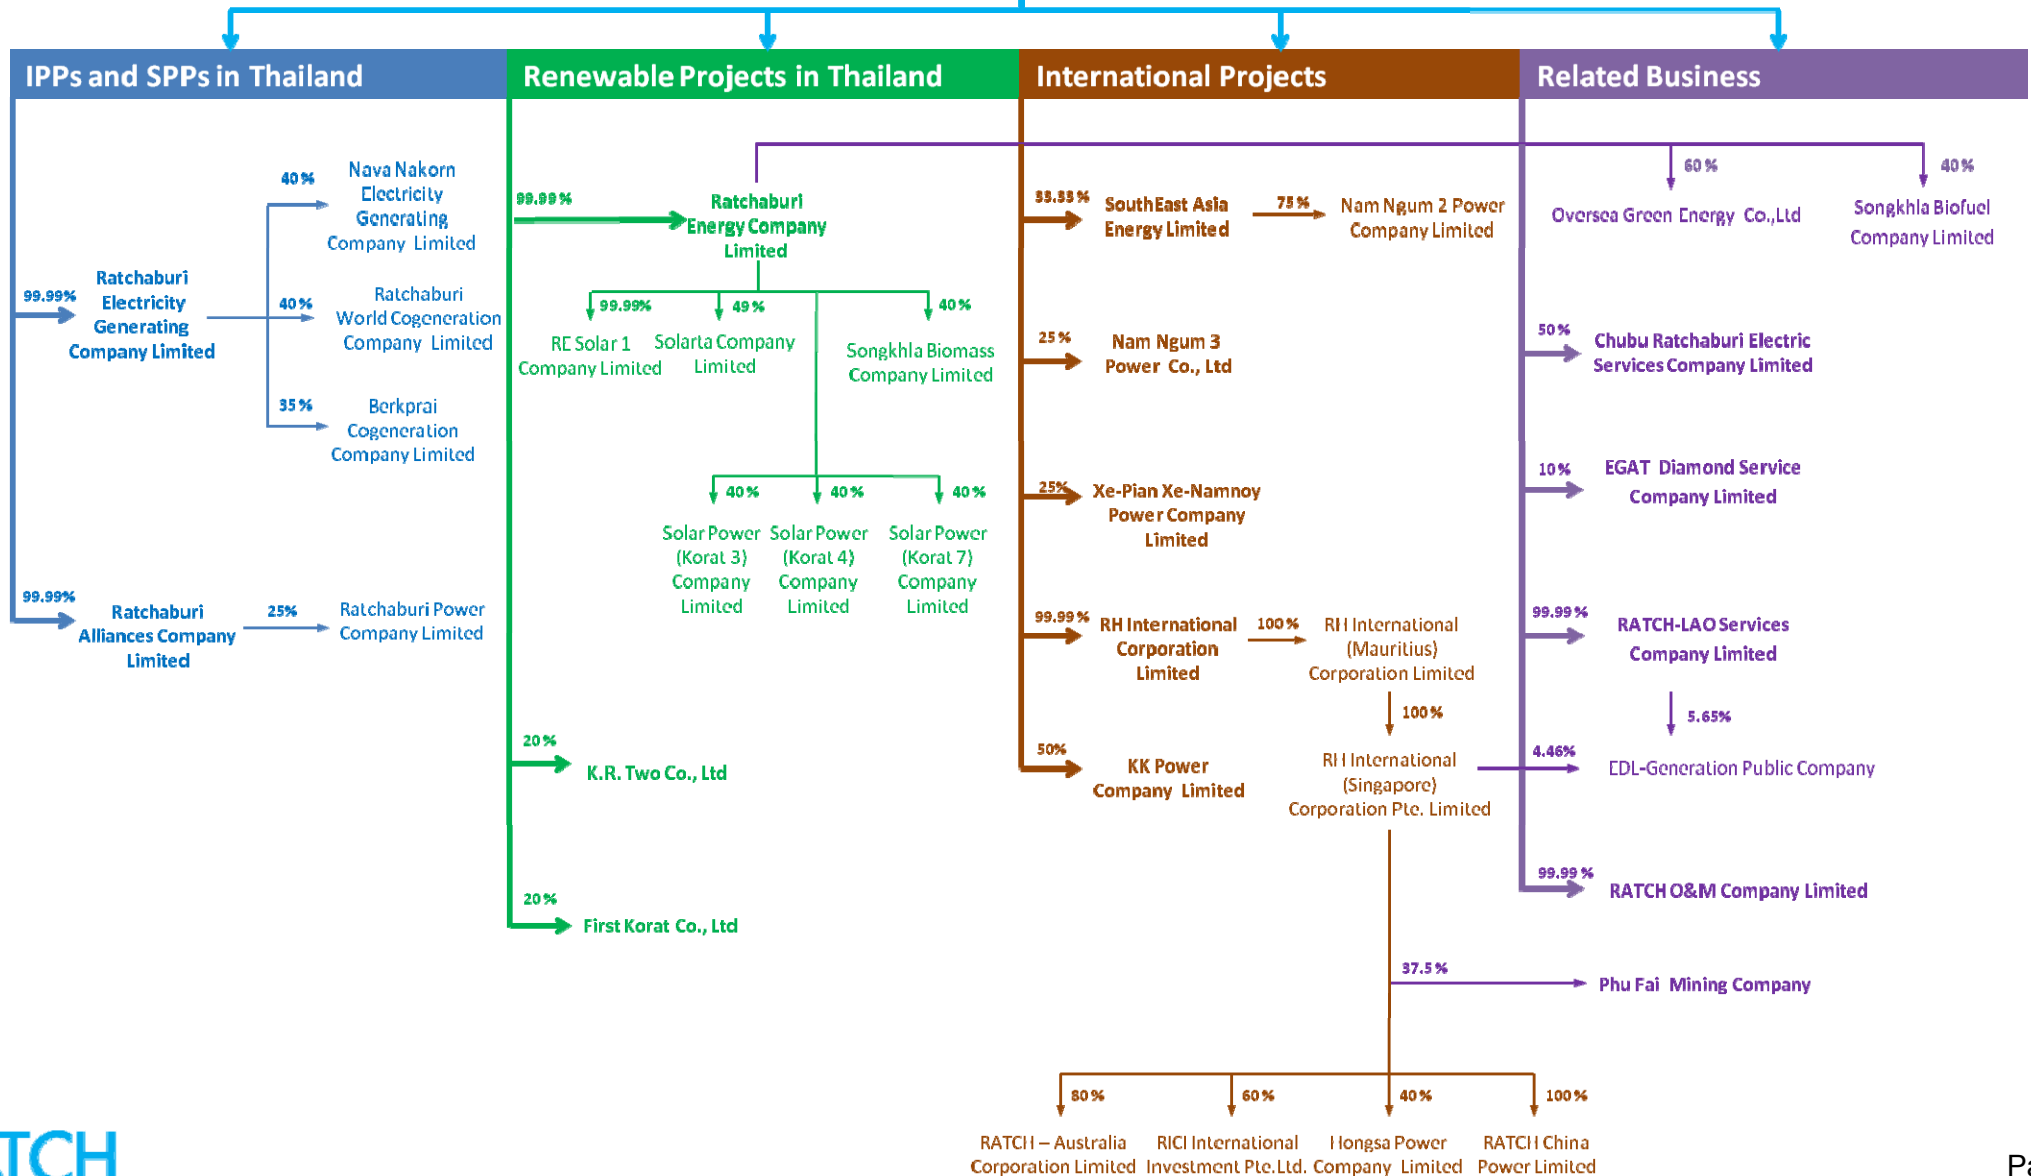 IPPs and SPPs in Thailand
Renewable Projects in Thailand
International Projects
Related Business
99.99%
Ratchaburi
Electricity
Generating
Company Limited
40%
Nava Nakorn
Electricity
Generating
Company Limited
40%
Ratchaburi
World Cogeneration
Company Limited
35%
Berkprai
Cogeneration
Company Limited
99.99%
Ratchaburi
Alliances Company
Limited
25%
Ratchaburi Power
Company Limited
99.99%
Ratchaburi
Energy Company
Limited
99.99%
RE Solar 1
Company Limited
49%
Solarta Company
Limited
40%
Songkhla Biomass
Company Limited
40%
Solar Power
(Korat 3)
Company
Limited
40%
Solar Power
(Korat 4)
Company
Limited
40%
Solar Power
(Korat 7)
Company
Limited
20%
K.R. Two Co., Ltd
20%
First Korat Co., Ltd
33.33%
SouthEast Asia
Energy Limited
75%
Nam Ngum 2 Power
Company Limited
25%
Nam Ngum 3
Power Co., Ltd
25%
Xe-Pian Xe-Namnoy
Power Company
Limited
99.99%
RH International
Corporation
Limited
100%
RH International
(Mauritius)
Corporation Limited
100%
RH International
(Singapore)
Corporation Pte. Limited
50%
KK Power
Company Limited
80%
RATCH – Australia
Corporation Limited
60%
RICI International
Investment Pte.Ltd.
40%
Hongsa Power
Company Limited
100%
RATCH China
Power Limited
60%
Oversea Green Energy Co.,Ltd
40%
Songkhla Biofuel
Company Limited
50%
Chubu Ratchaburi Electric
Services Company Limited
10%
EGAT Diamond Service
Company Limited
99.99%
RATCH-LAO Services
Company Limited
5.65%
4.46%
EDL-Generation Public Company
99.99%
RATCH O&M Company Limited
37.5%
Phu Fai Mining Company
ATCH
Pa